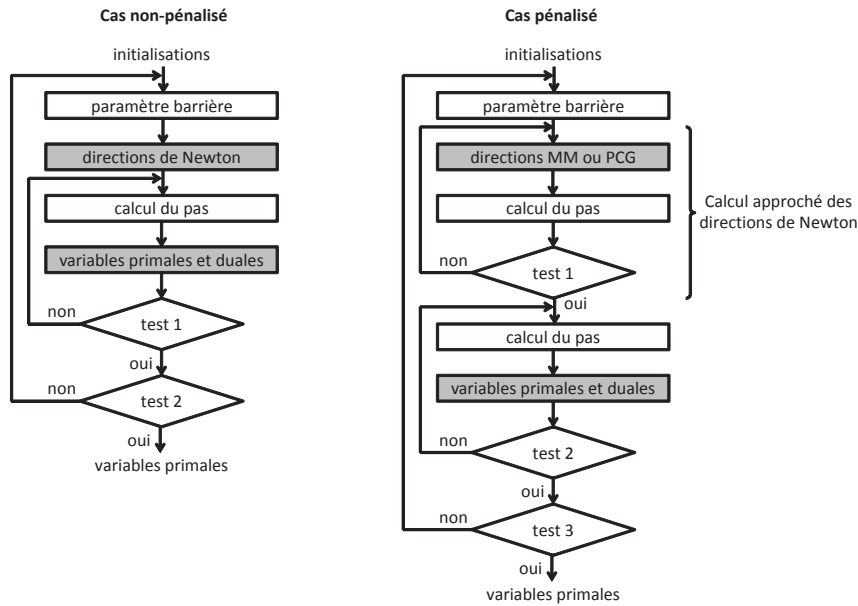 Cas non-pénalisé
initialisations
paramètre barrière
directions de Newton
calcul du pas
variables primales et duales
non
test 1
oui
non
test 2
oui
variables primales
Cas pénalisé
initialisations
paramètre barrière
directions MM ou PCG
calcul du pas
non
test 1
oui
calcul du pas
variables primales et duales
non
test 2
oui
non
test 3
oui
variables primales
Calcul approché des
directions de Newton